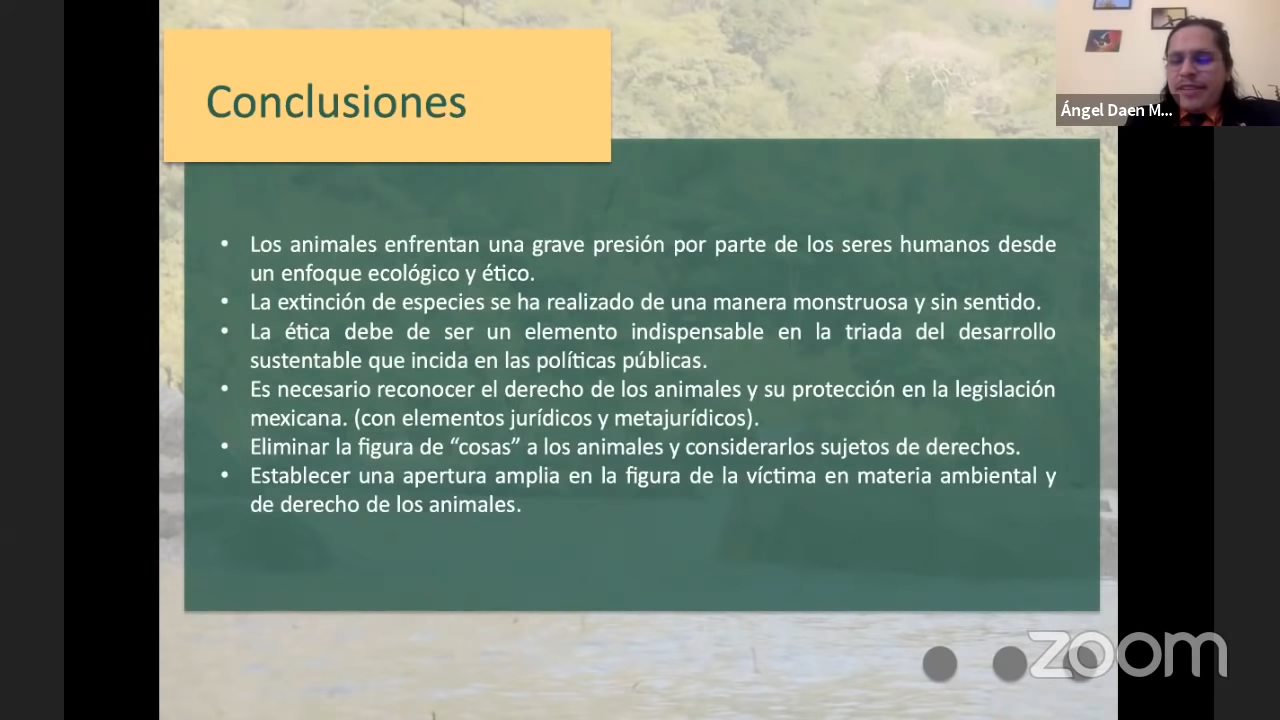 Conclusiones
Ángel Daen M...
• Los animales enfrentan una grave presión por parte de los seres humanos desde
un enfoque ecológico y ético.
• La extinción de especies se ha realizado de una manera monstruosa y sin sentido.
• La ética debe de ser un elemento indispensable en la triada del desarrollo
sustentable que incida en las políticas públicas.
• Es necesario reconocer el derecho de los animales y su protección en la legislación
mexicana. (con elementos jurídicos y metajurídicos).
• Eliminar la figura de “cosas” a los animales y considerarlos sujetos de derechos.
• Establecer una apertura amplia en la figura de la víctima en materia ambiental y
de derecho de los animales.
zoom